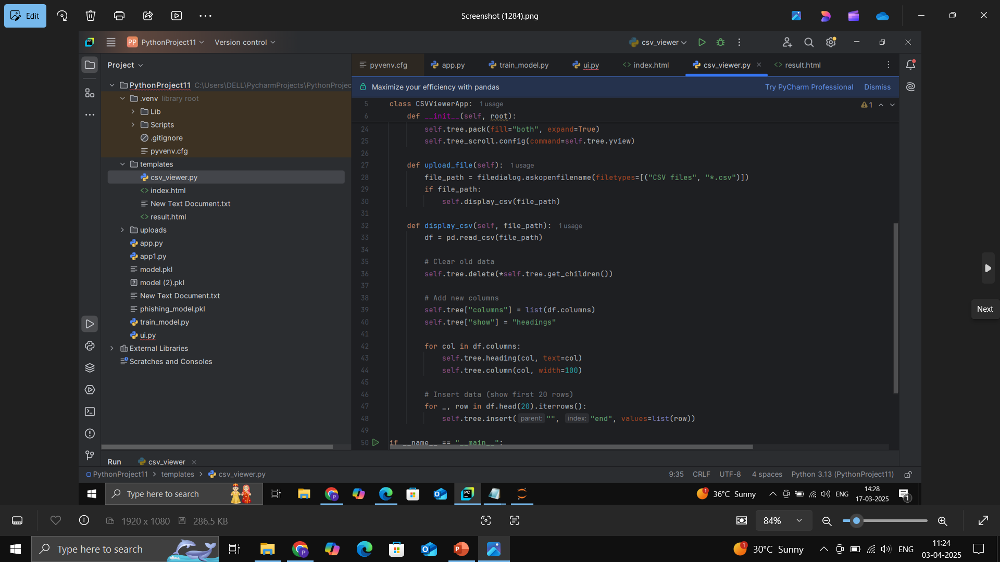 Edit
Screenshot (1284).png
PC
PP PythonProject11
Version control
csv_viewer
Project
pyvenv.cfg
app.py
train_model.py
ui.py
index.html
csv_viewer.py
result.html
PythonProject11 C:\Users\DELL\PycharmProjects\PythonProjec
.venv library root
Lib
Scripts
.gitignore
pyvenv.cfg
templates
csv_viewer.py
index.html
New Text Document.txt
result.html
uploads
app.py
app1.py
model.pkl
model (2).pkl
New Text Document.txt
phishing_model.pkl
train_model.py
ui.py
External Libraries
Scratches and Consoles
Maximize your efficiency with pandas
Try PyCharm Professional
Dismiss
1
5 class CSVViewerApp: 1 usage
6 def __init__(self, root):
24 self.tree.pack(fill="both", expand=True)
25 self.tree_scroll.config(command=self.tree.yview)
26
27 def upload_file(self): 1 usage
28 file_path = filedialog.askopenfilename(filetypes=[("CSV files", "*.csv")])
29 if file_path:
30 self.display_csv(file_path)
31
32 def display_csv(self, file_path): 1 usage
33 df = pd.read_csv(file_path)
34
35 # Clear old data
36 self.tree.delete(*self.tree.get_children())
37
38 # Add new columns
39 self.tree["columns"] = list(df.columns)
40 self.tree["show"] = "headings"
41
42 for col in df.columns:
43 self.tree.heading(col, text=col)
44 self.tree.column(col, width=100)
45
46 # Insert data (show first 20 rows)
47 for _, row in df.head(20).iterrows():
48 self.tree.insert( parent: "", index: "end", values=list(row))
49
50 if __name__ == "__main__":
Next
Run
csv_viewer
PythonProject11 > templates > csv_viewer.py
9:35
CRLF
UTF-8
4 spaces
Python 3.13 (PythonProject11)
Type here to search
36°C Sunny
ENG
14:28
17-03-2025
1
1920 x 1080
286.5 KB
84%
Type here to search
30°C Sunny
ENG
11:24
03-04-2025